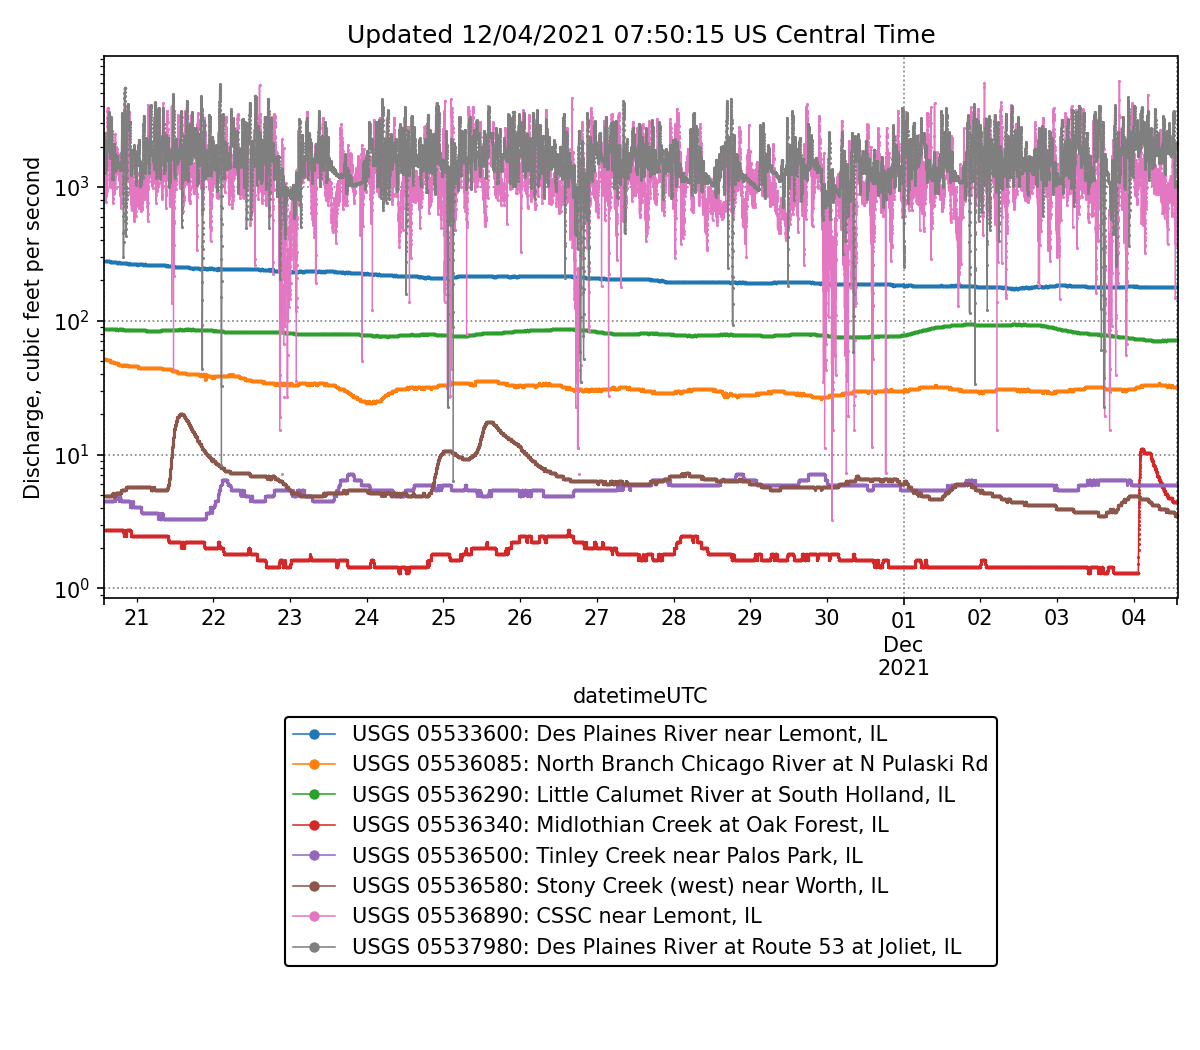 Updated 12/04/2021 07:50:15 US Central Time
Discharge, cubic feet per second
10³
10²
10¹
10⁰
21 22 23 24 25 26 27 28 29 30 01 02 03 04
Dec
2021
datetimeUTC
USGS 05533600: Des Plaines River near Lemont, IL
USGS 05536085: North Branch Chicago River at N Pulaski Rd
USGS 05536290: Little Calumet River at South Holland, IL
USGS 05536340: Midlothian Creek at Oak Forest, IL
USGS 05536500: Tinley Creek near Palos Park, IL
USGS 05536580: Stony Creek (west) near Worth, IL
USGS 05536890: CSSC near Lemont, IL
USGS 05537980: Des Plaines River at Route 53 at Joliet, IL